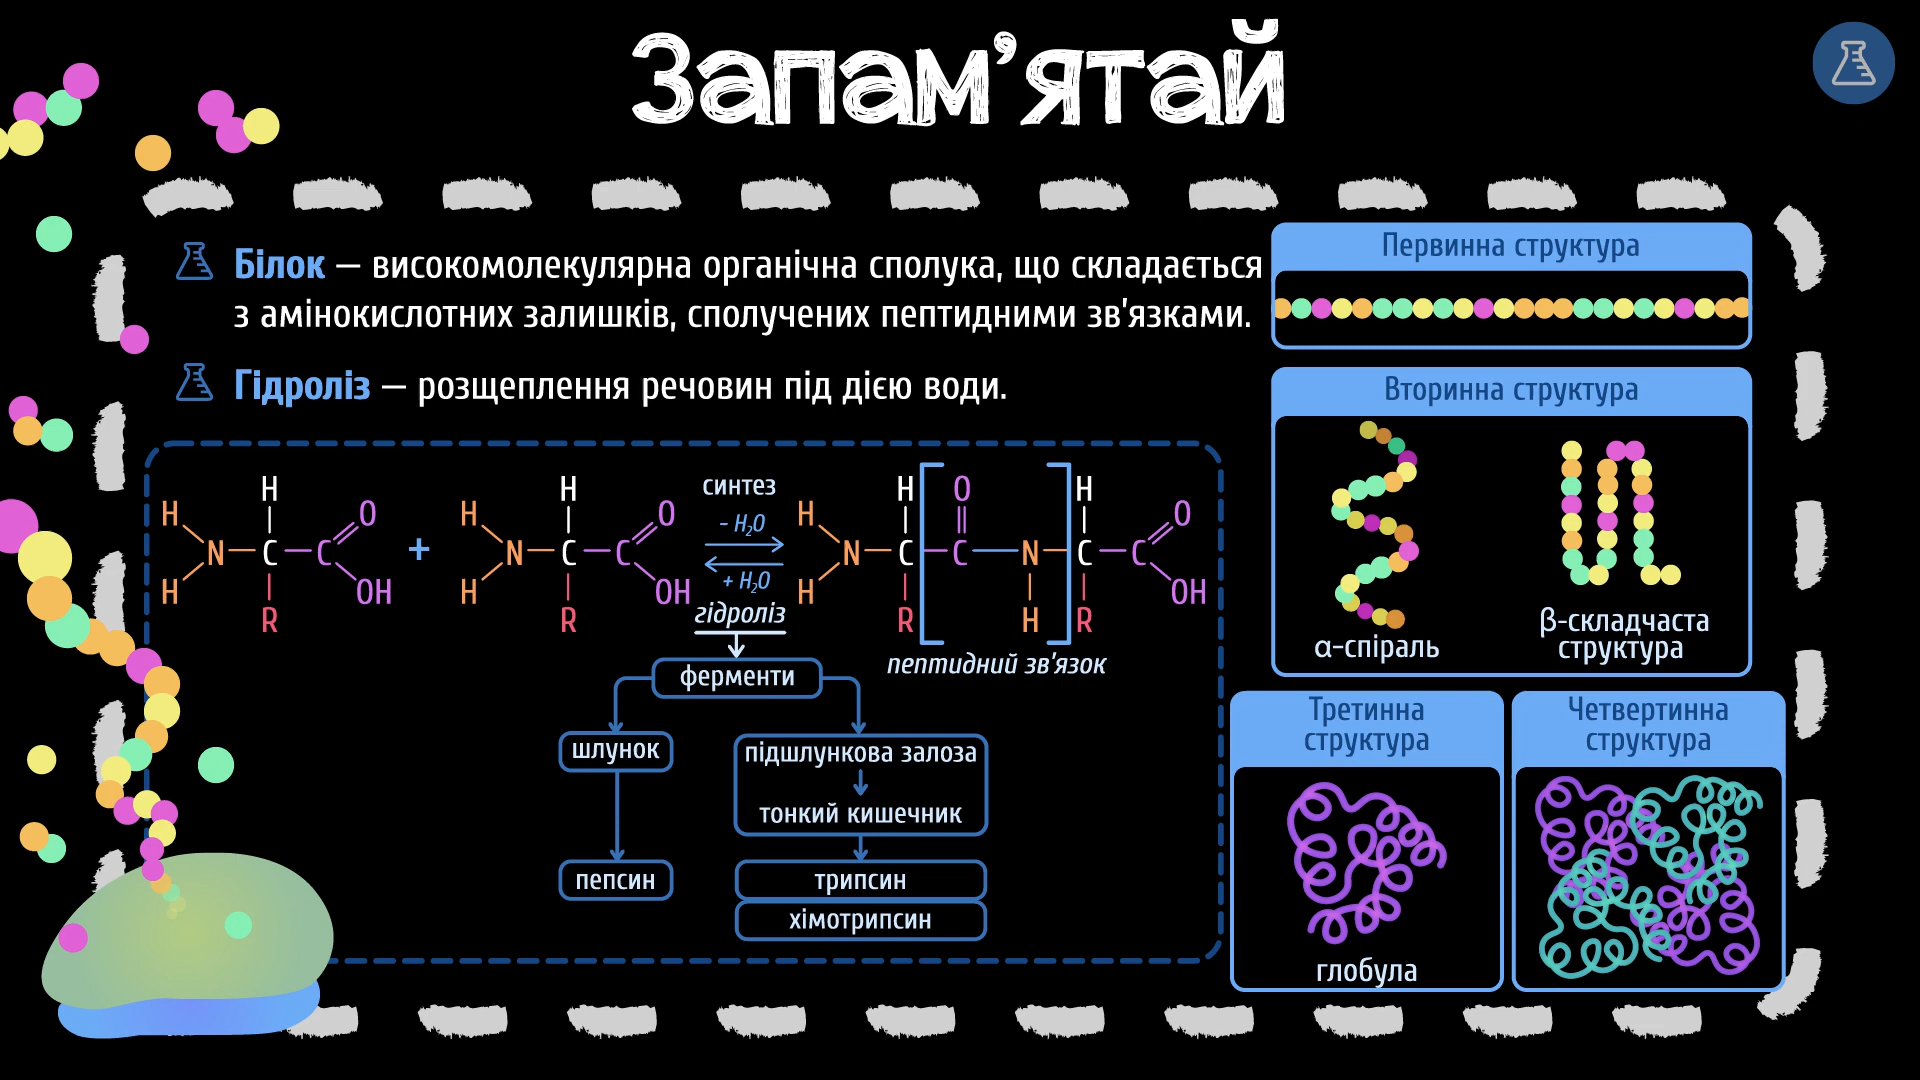 Запам’ятай
Білок — високомолекулярна органічна сполука, що складається
з амінокислотних залишків, сполучених пептидними зв'язками.
Гідроліз — розщеплення речовин під дією води.
H
H
N
C
C
O
H
R
OH
+
H
H
N
C
C
O
H
R
OH
синтез
- H₂O
+ H₂O
гідроліз
H
H
N
C
C
O
H
R
N
H
H
C
C
O
R
OH
пептидний зв'язок
ферменти
шлунок
підшлункова залоза
тонкий кишечник
пепсин
трипсин
хімотрипсин
Первинна структура
Вторинна структура
α-спіраль
β-складчаста
структура
Третинна
структура
глобула
Четвертинна
структура